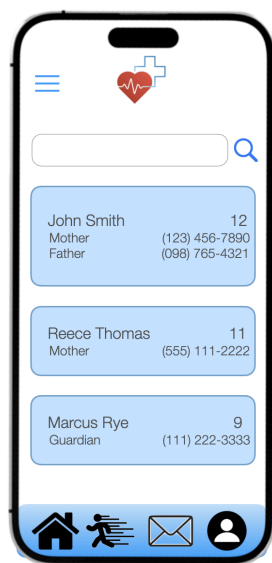 John Smith 12
Mother (123) 456-7890
Father (098) 765-4321
Reece Thomas 11
Mother (555) 111-2222
Marcus Rye 9
Guardian (111) 222-3333